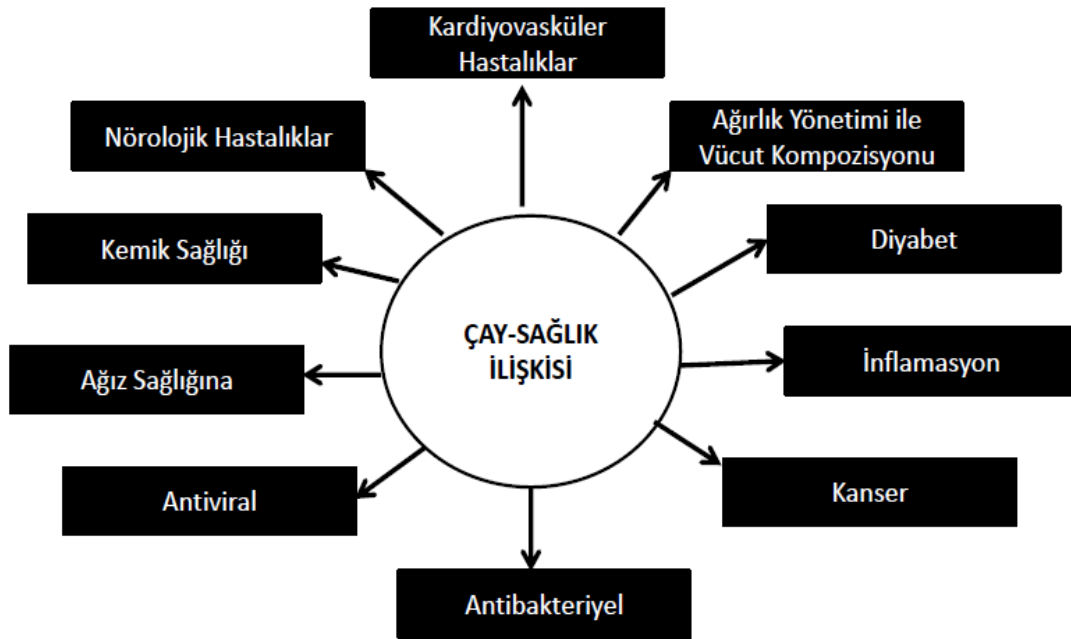 Kardiyovasküler
Hastalıklar
Nörolojik Hastalıklar
Ağırlık Yönetimi ile
Vücut Kompozisyonu
Kemik Sağlığı
Diyabet
ÇAY-SAĞLIK
İLİŞKİSİ
Ağız Sağlığına
İnflamasyon
Antiviral
Kanser
Antibakteriyel